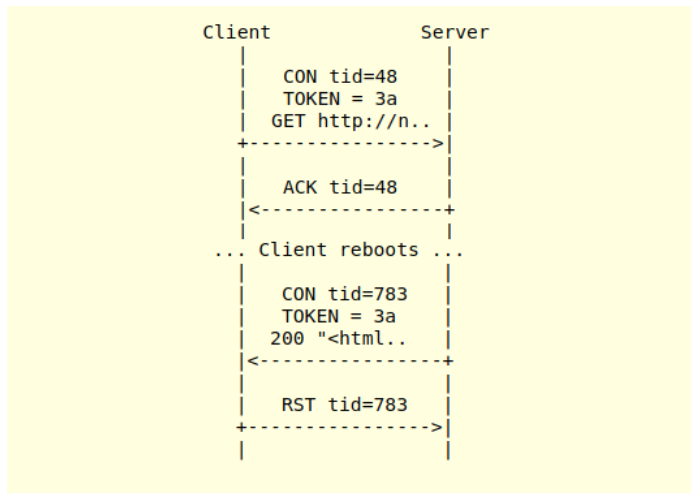 Client Server
CON tid=48
TOKEN = 3a
GET http://n..
ACK tid=48
... Client reboots ...
CON tid=783
TOKEN = 3a
200 "<html..
RST tid=783